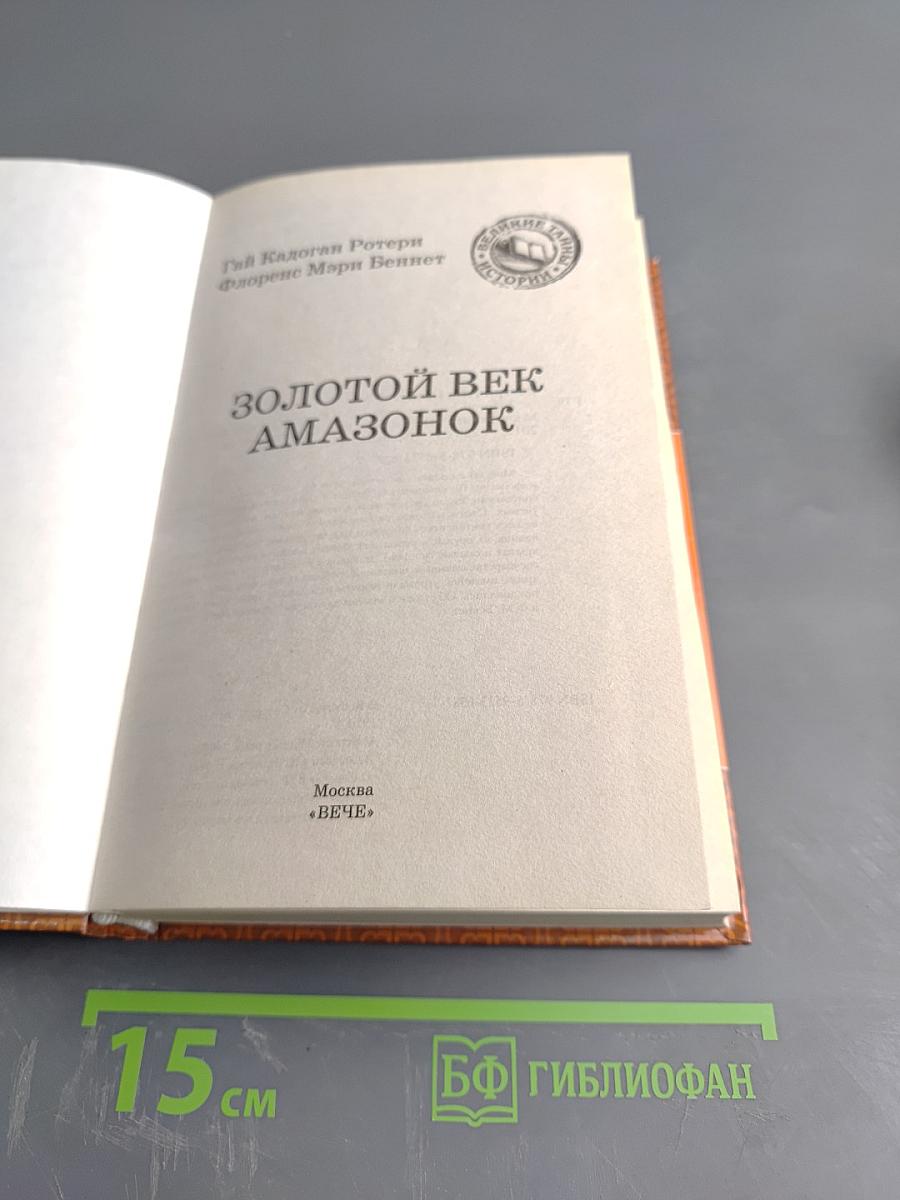 Гай Кадоган Ротери
Флоренс Мэри Беннет
ВЕЛИКИЕ ТАЙНЫ
ИСТОРИИ
ЗОЛОТОЙ ВЕК
АМАЗОНОК
Москва
«ВЕЧЕ»
15 см
БФ ГИБЛИОФАН